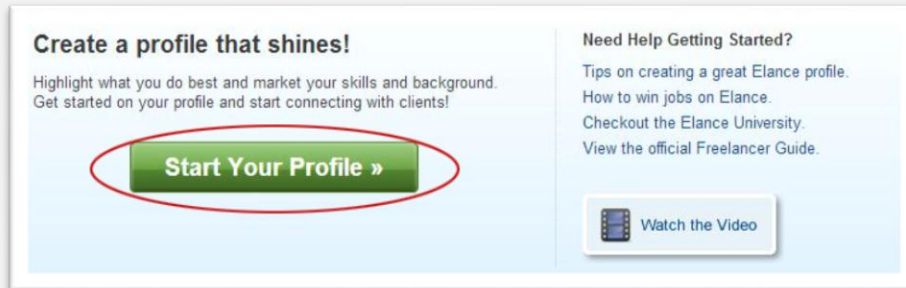 Create a profile that shines!
Highlight what you do best and market your skills and background.
Get started on your profile and start connecting with clients!
Start Your Profile »
Need Help Getting Started?
Tips on creating a great Elance profile.
How to win jobs on Elance.
Checkout the Elance University.
View the official Freelancer Guide.
Watch the Video